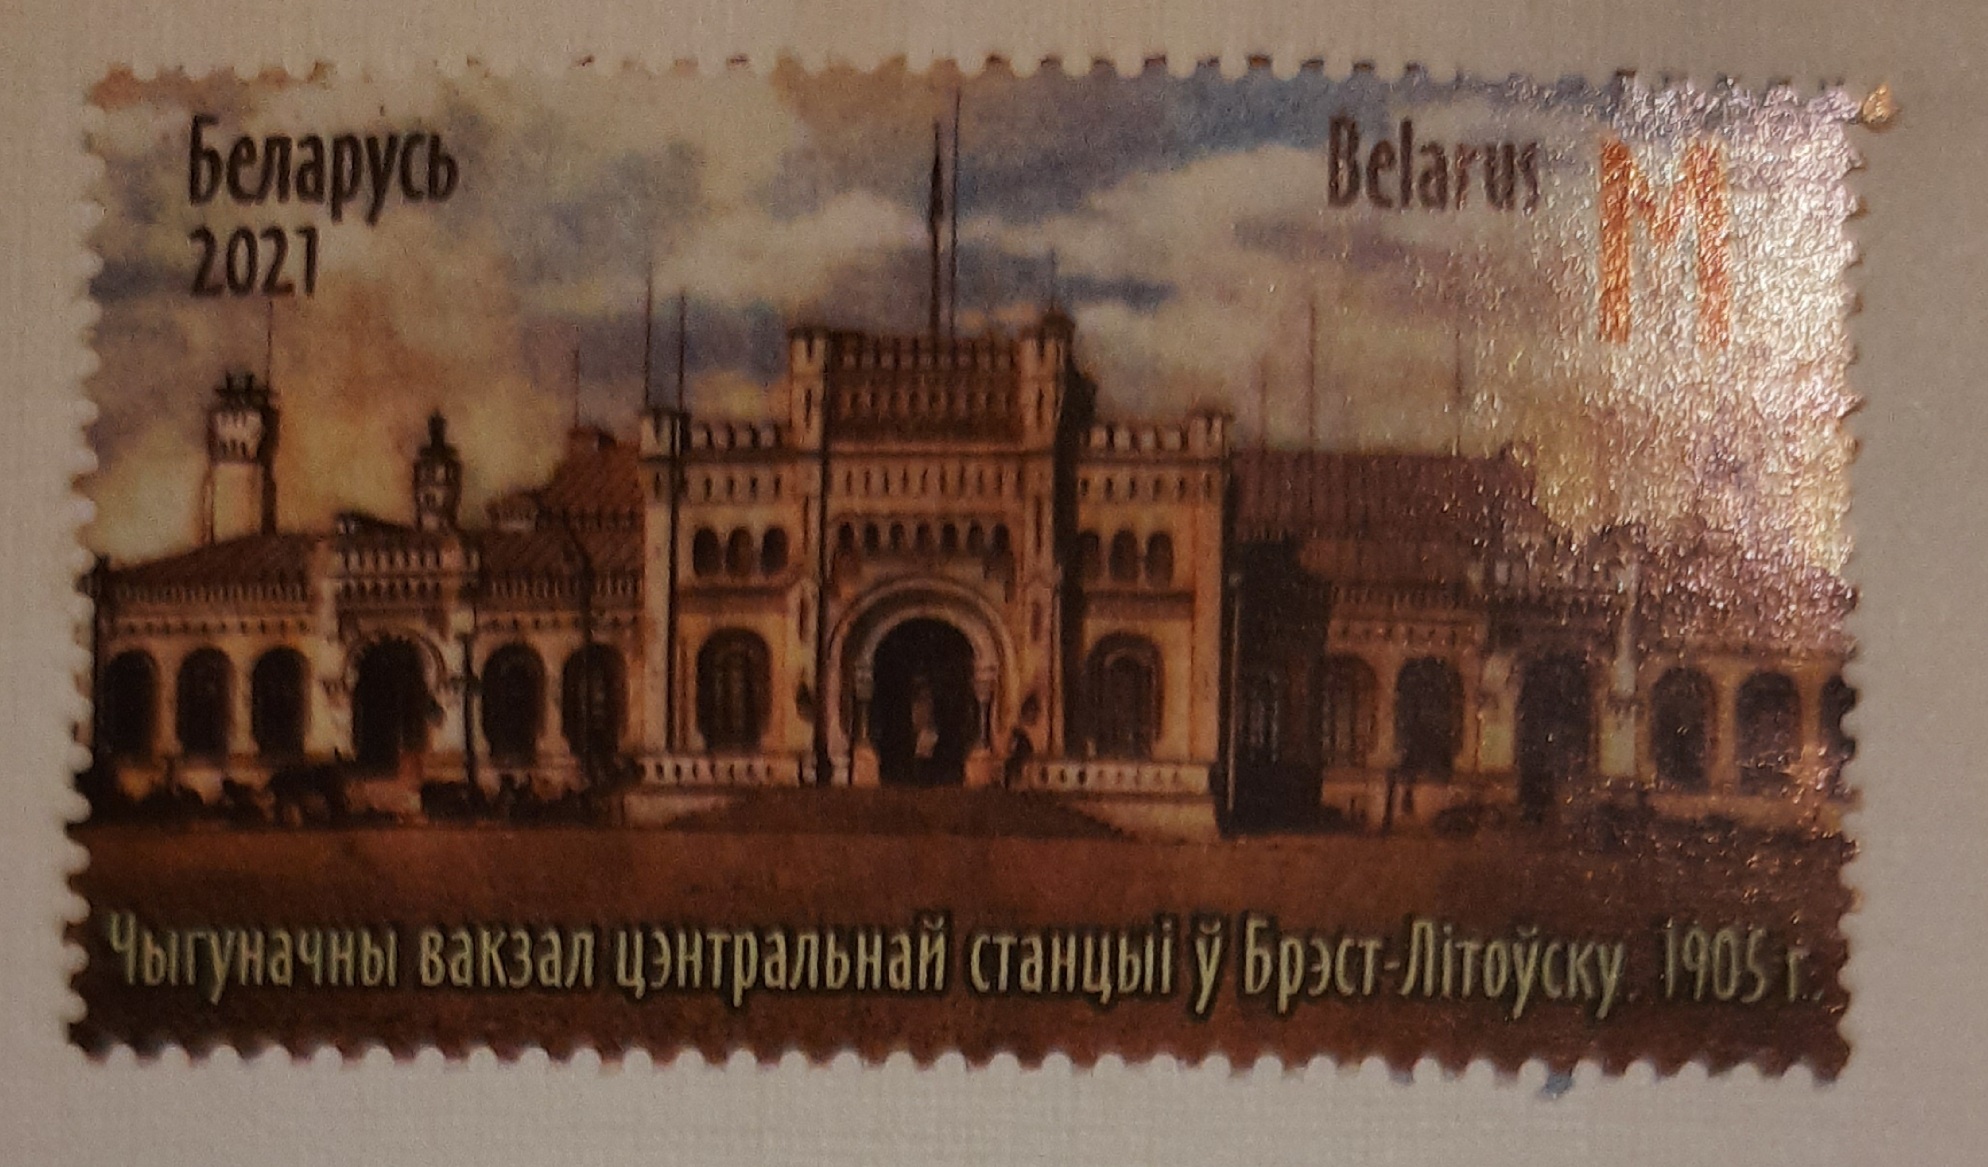 Беларусь
2021
Belarus M
Чыгуначны вакзал цэнтральнай станцыі ў Брэст-Літоўску. 1905 г.